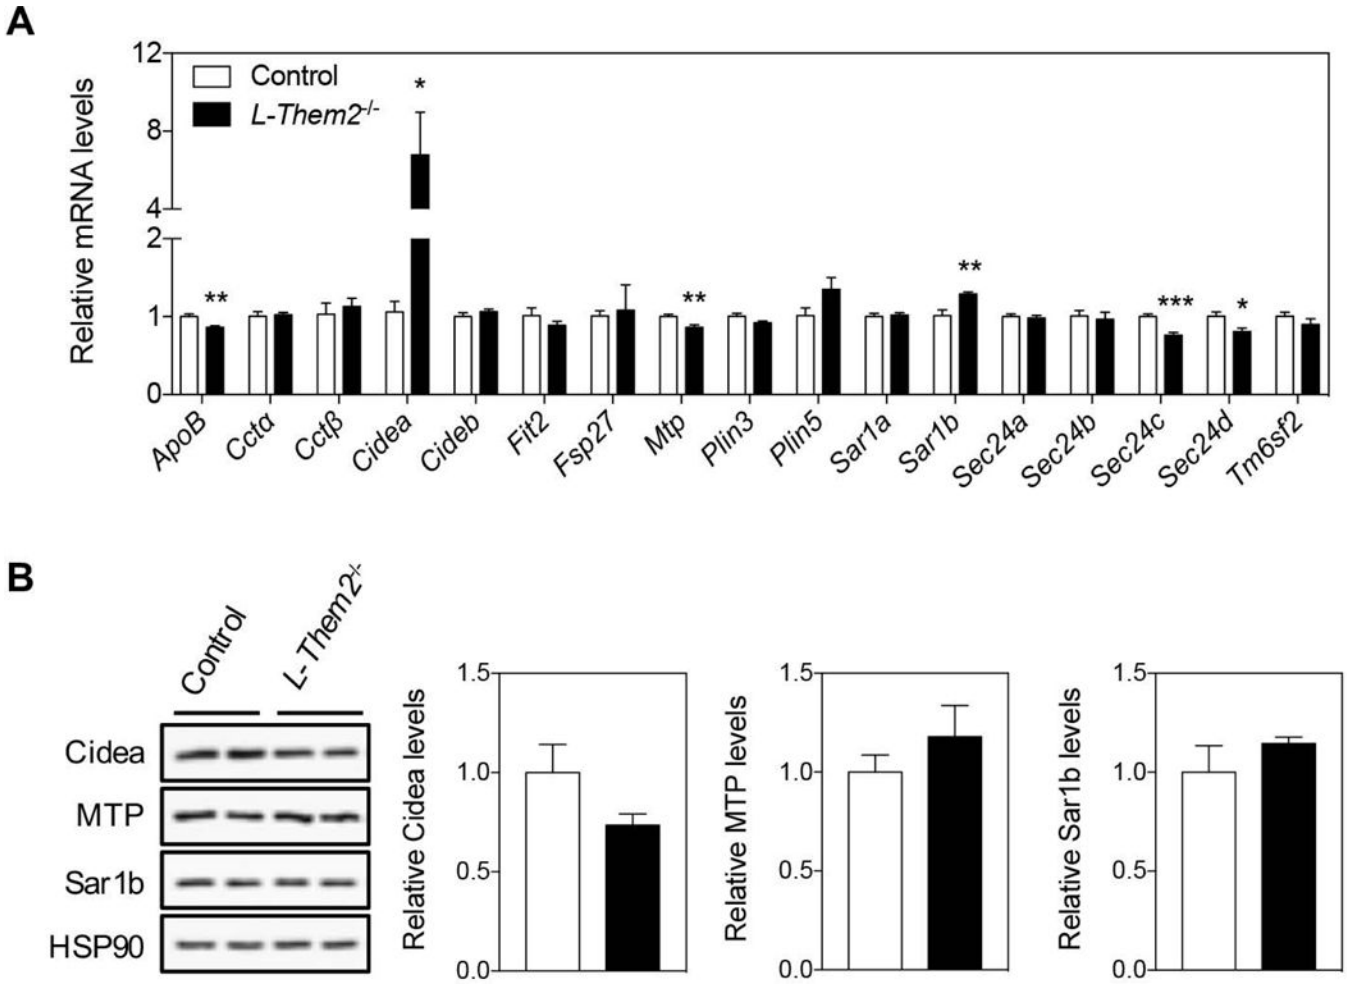 A
Relative mRNA levels
12
8
4
2
1
0
Control
L-Them2-/-
*
**
**
**
***
*
ApoB
Cctα
Cctβ
Cidea
Cideb
Fit2
Fsp27
Mtp
Plin3
Plin5
Sar1a
Sar1b
Sec24a
Sec24b
Sec24c
Sec24d
Tm6sf2
B
Control
L-Them2-/-
Cidea
MTP
Sar1b
HSP90
Relative Cidea levels
1.5
1.0
0.5
0.0
Relative MTP levels
1.5
1.0
0.5
0.0
Relative Sar1b levels
1.5
1.0
0.5
0.0